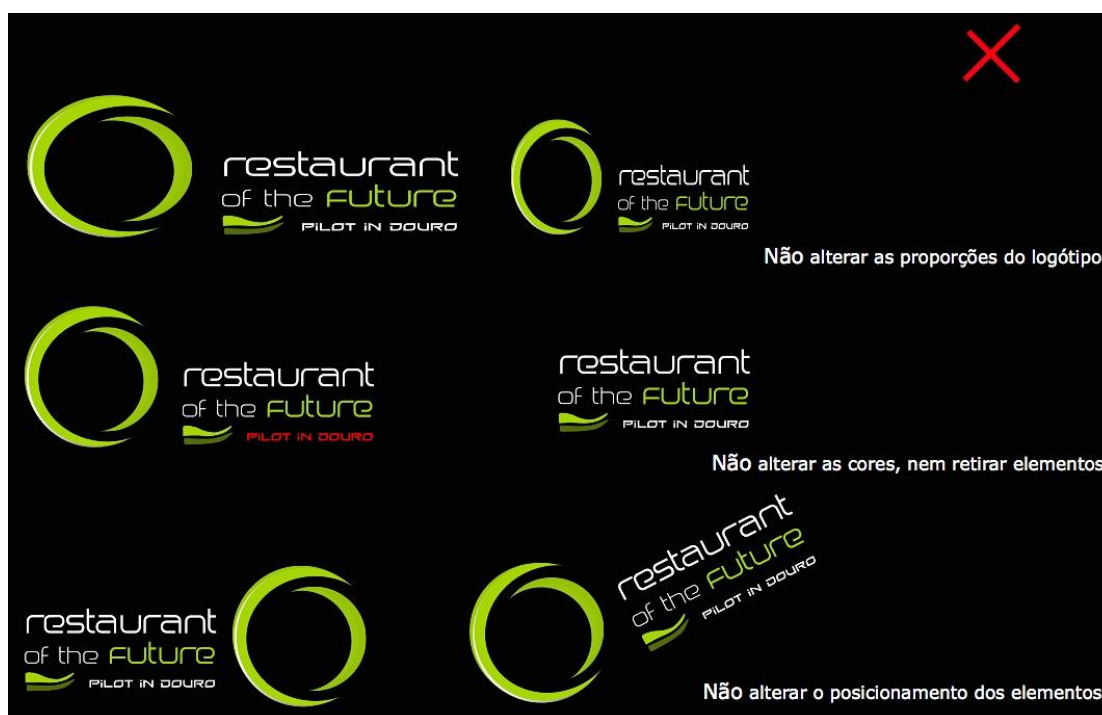 restaurant
of the future
PiLOT iN DOURO
restaurant
of the future
PiLOT iN DOURO
Não alterar as proporções do logótipo
restaurant
of the future
PiLOT iN DOURO
restaurant
of the future
PiLOT iN DOURO
Não alterar as cores, nem retirar elementos
restaurant
of the future
PiLOT iN DOURO
restaurant
of the future
PiLOT iN DOURO
Não alterar o posicionamento dos elementos